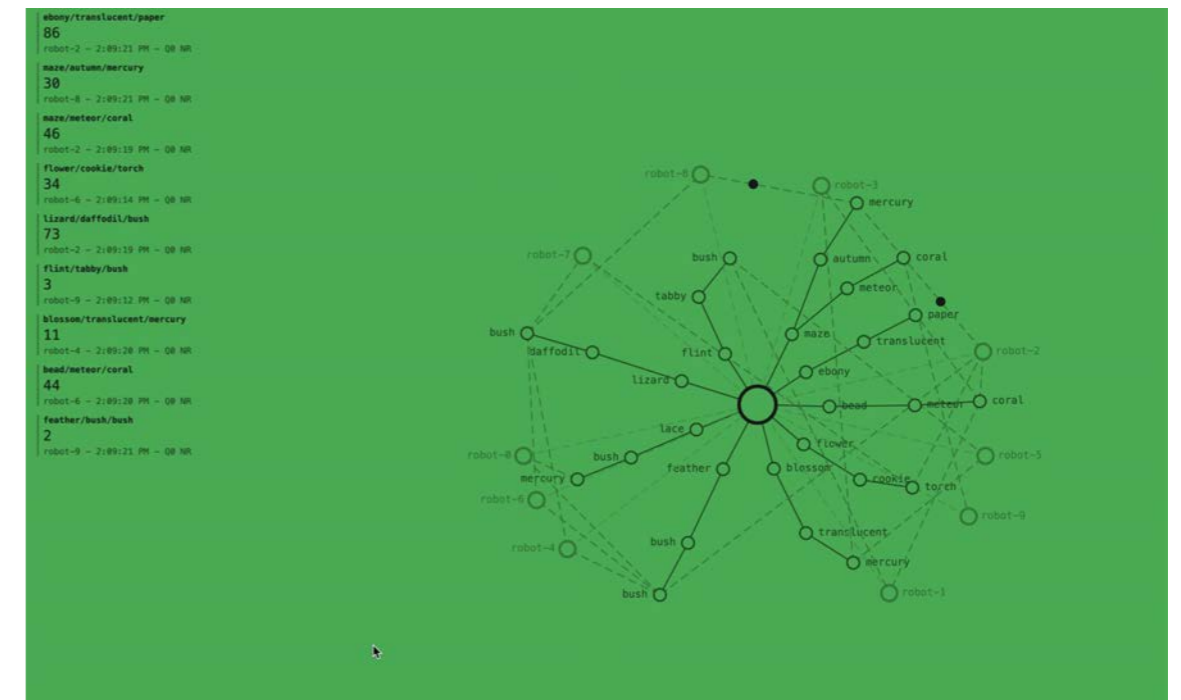 ebony/translucent/paper
86
robot-2 - 2:09:21 PM - Q0 NR
maze/autumn/mercury
30
robot-8 - 2:09:21 PM - Q0 NR
maze/meteor/coral
46
robot-2 - 2:09:19 PM - Q0 NR
flower/cookie/torch
34
robot-6 - 2:09:14 PM - Q0 NR
lizard/daffodil/bush
73
robot-2 - 2:09:19 PM - Q0 NR
flint/tabby/bush
3
robot-9 - 2:09:12 PM - Q0 NR
blossom/translucent/mercury
11
robot-4 - 2:09:20 PM - Q0 NR
bead/meteor/coral
44
robot-6 - 2:09:20 PM - Q0 NR
feather/bush/bush
2
robot-9 - 2:09:21 PM - Q0 NR
robot-8
robot-3
mercury
robot-7
bush
autumn
coral
tabby
meteor
paper
bush
maze
translucent
daffodil
flint
robot-2
lizard
ebony
bead
meteor
coral
lace
flower
robot-0
bush
robot-5
mercury
feather
blossom
cookie
torch
robot-6
robot-9
translucent
robot-4
bush
mercury
bush
robot-1